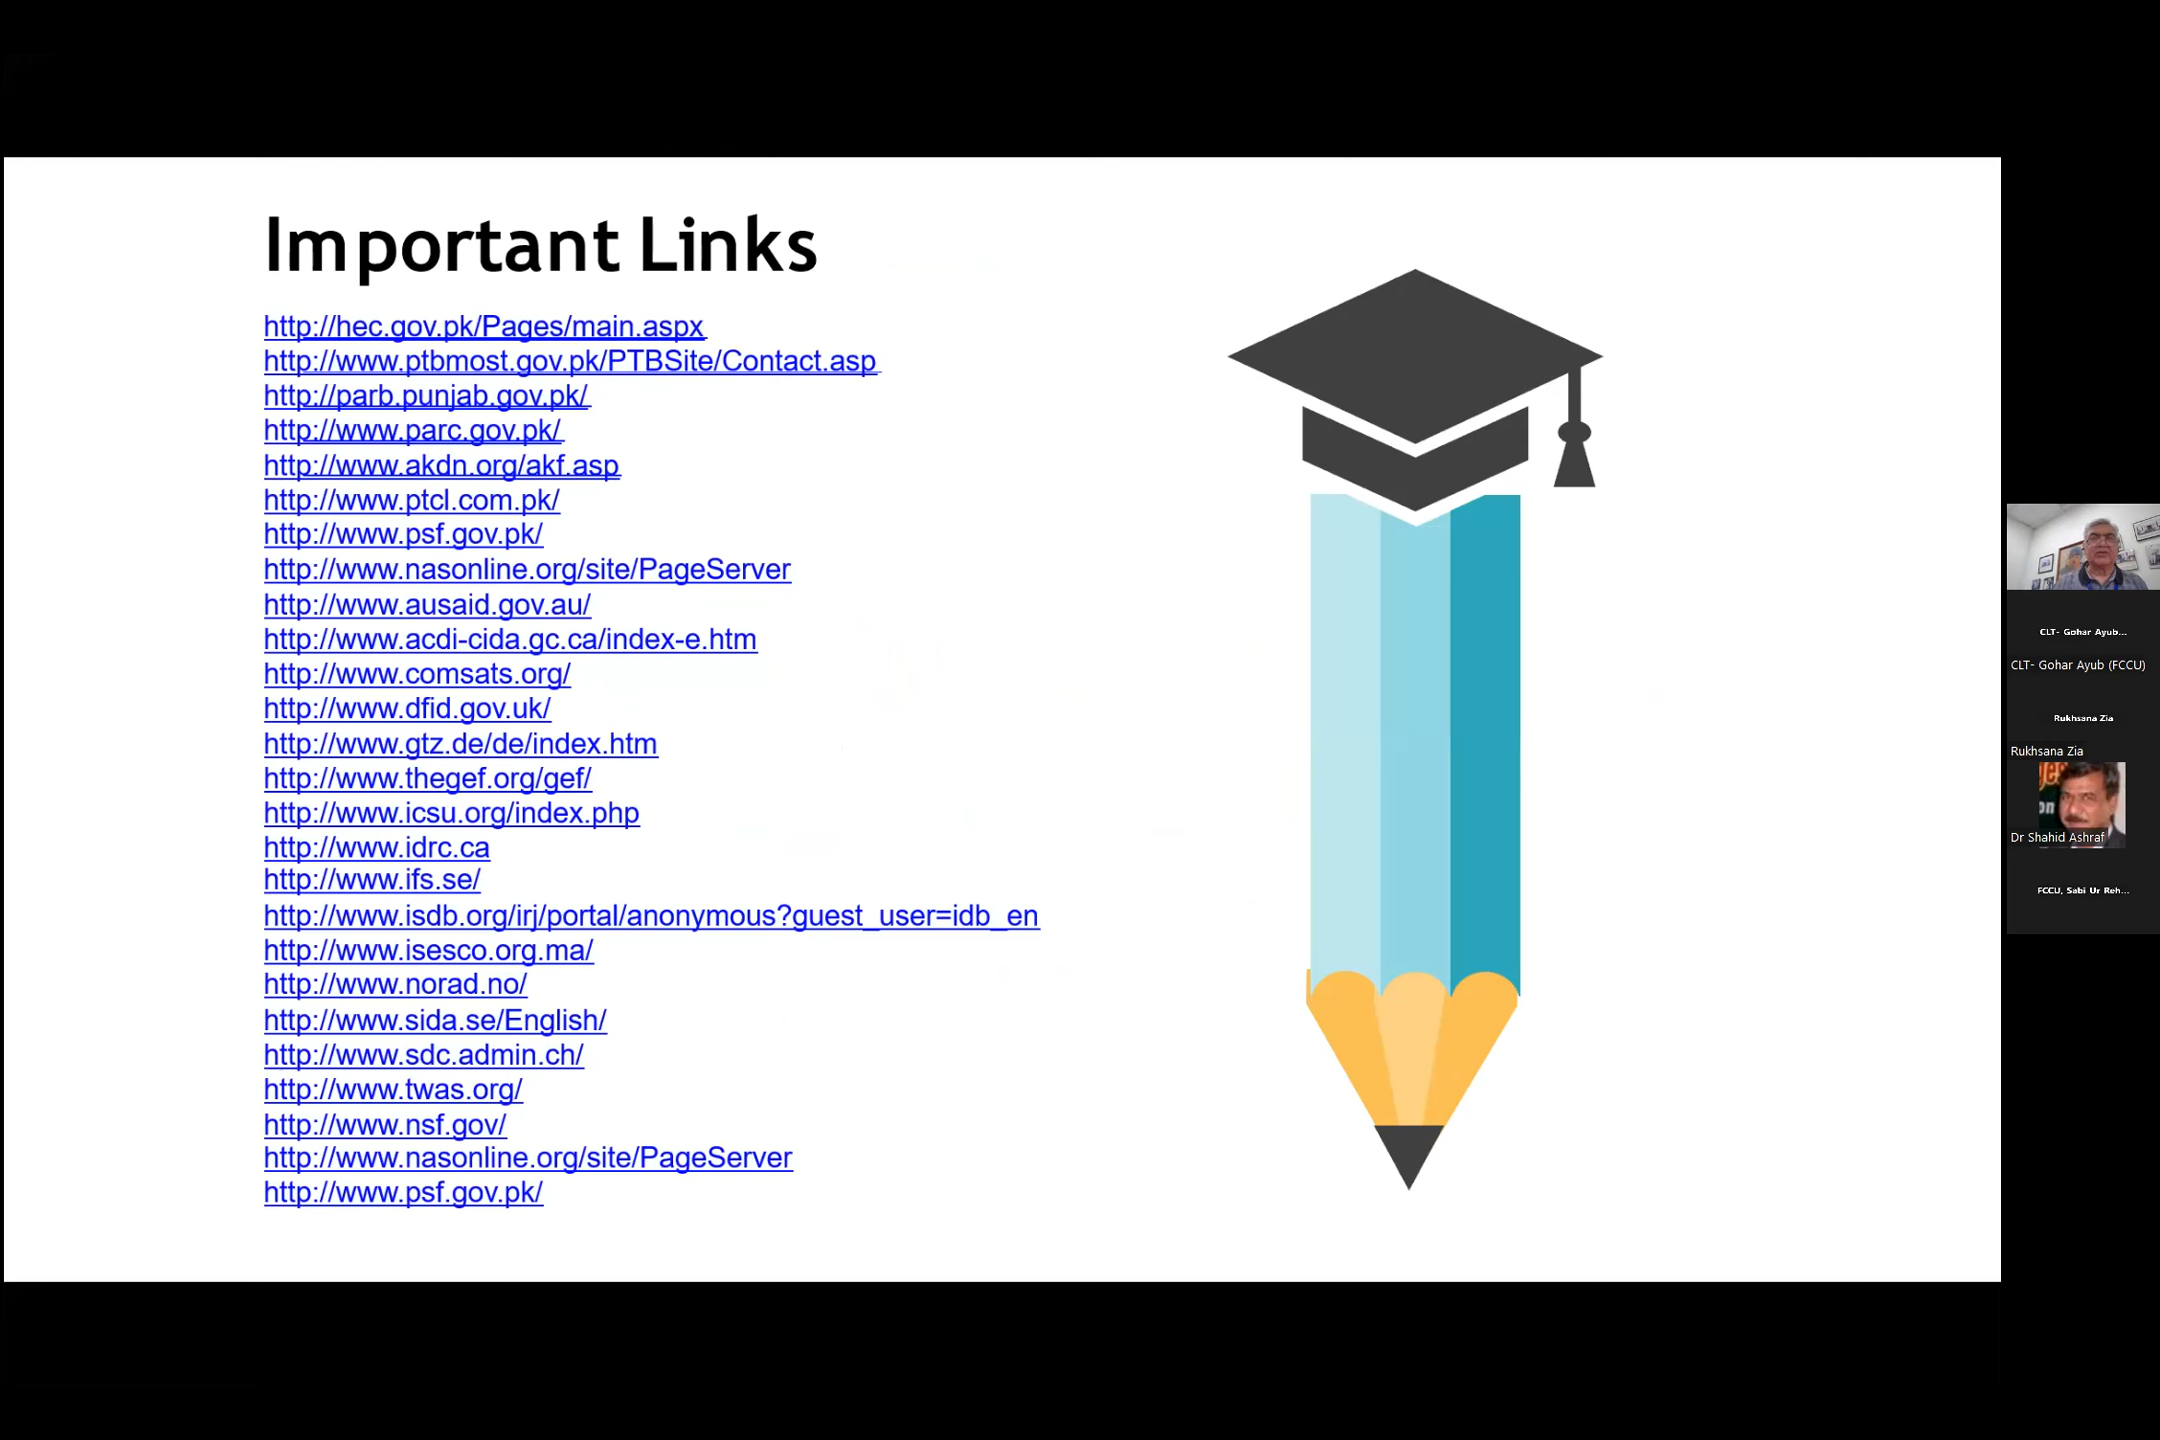 Important Links
http://hec.gov.pk/Pages/main.aspx
http://www.ptbmost.gov.pk/PTBSite/Contact.asp
http://parb.punjab.gov.pk/
http://www.parc.gov.pk/
http://www.akdn.org/akf.asp
http://www.ptcl.com.pk/
http://www.psf.gov.pk/
http://www.nasonline.org/site/PageServer
http://www.ausaid.gov.au/
http://www.acdi-cida.gc.ca/index-e.htm
http://www.comsats.org/
http://www.dfid.gov.uk/
http://www.gtz.de/de/index.htm
http://www.thegef.org/gef/
http://www.icsu.org/index.php
http://www.idrc.ca
http://www.ifs.se/
http://www.isdb.org/irj/portal/anonymous?guest_user=idb_en
http://www.isesco.org.ma/
http://www.norad.no/
http://www.sida.se/English/
http://www.sdc.admin.ch/
http://www.twas.org/
http://www.nsf.gov/
http://www.nasonline.org/site/PageServer
http://www.psf.gov.pk/
CLT- Gohar Ayub...
CLT- Gohar Ayub (FCCU)
Rukhsana Zia
Rukhsana Zia
Dr Shahid Ashraf
FCCU, Sabi Ur Reh...